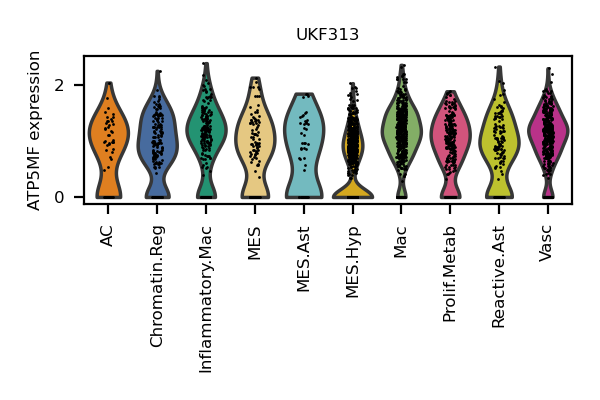 UKF313
ATP5MF expression
2
0
AC
Chromatin.Reg
Inflammatory.Mac
MES
MES.Ast
MES.Hyp
Mac
Prolif.Metab
Reactive.Ast
Vasc